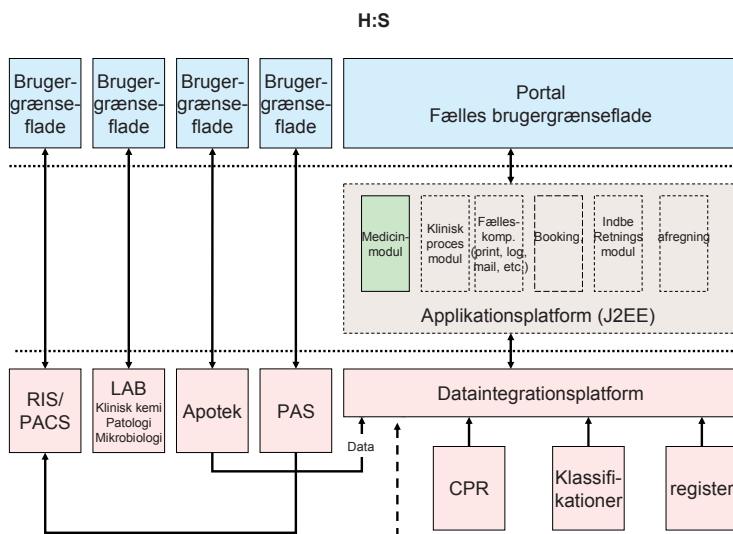 H:S
Bruger-
grænse-
flade
Bruger-
grænse-
flade
Bruger-
grænse-
flade
Bruger-
grænse-
flade
Portal
Fælles brugergrænseflade
Medicin-
modul
Klinisk
proces
modul
Fælles-
komp.
(print, log,
mail, etc.)
Booking,
Indbe
Retnings
modul
afregning
Applikationsplatform (J2EE)
RIS/
PACS
LAB
Klinisk kemi
Patologi
Mikrobiologi
Apotek
PAS
Dataintegrationsplatform
Data
CPR
Klassifi-
kationer
register